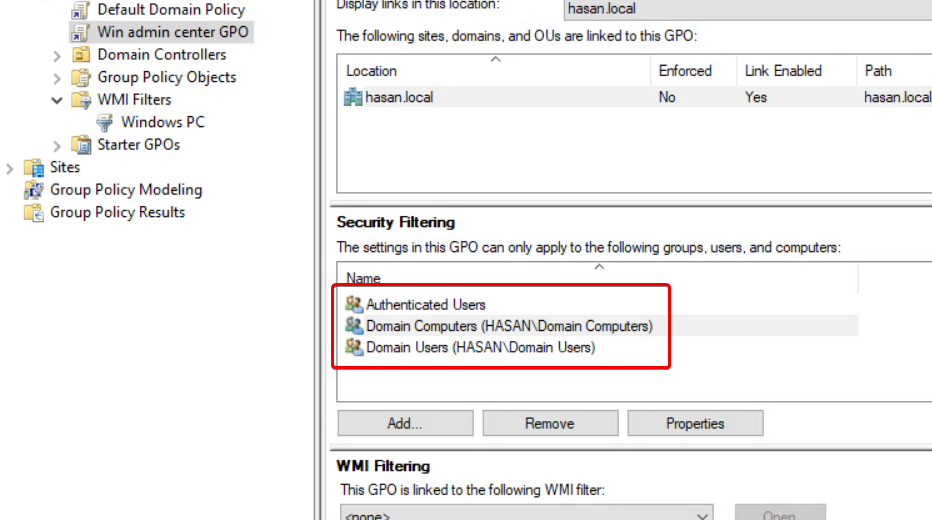 Default Domain Policy
Win admin center GPO
Domain Controllers
Group Policy Objects
WMI Filters
Windows PC
Starter GPOs
Sites
Group Policy Modeling
Group Policy Results
Display links in this location:
hasan.local
The following sites, domains, and OUs are linked to this GPO:
Location Enforced Link Enabled Path
hasan.local No Yes hasan.local
Security Filtering
The settings in this GPO can only apply to the following groups, users, and computers:
Name
Authenticated Users
Domain Computers (HASAN\Domain Computers)
Domain Users (HASAN\Domain Users)
Add... Remove Properties
WMI Filtering
This GPO is linked to the following WMI filter:
<none> Open